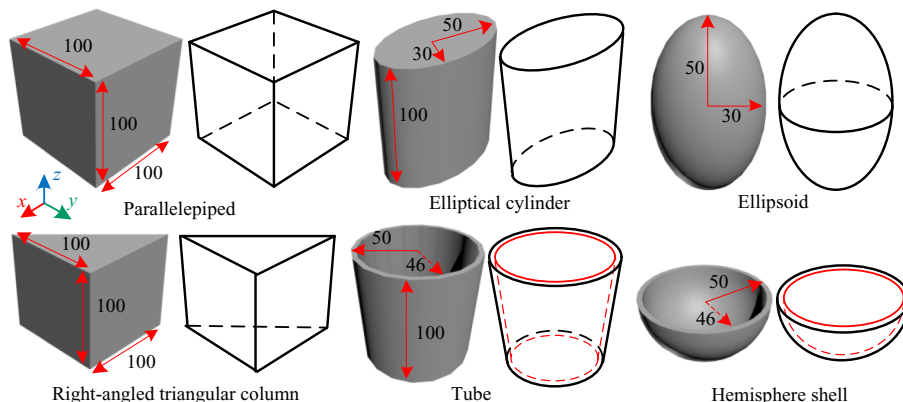 100
100
100
z
x
y
Parallelepiped
50
30
100
Elliptical cylinder
50
30
Ellipsoid
100
100
100
Right-angled triangular column
50
46
100
Tube
50
46
Hemisphere shell